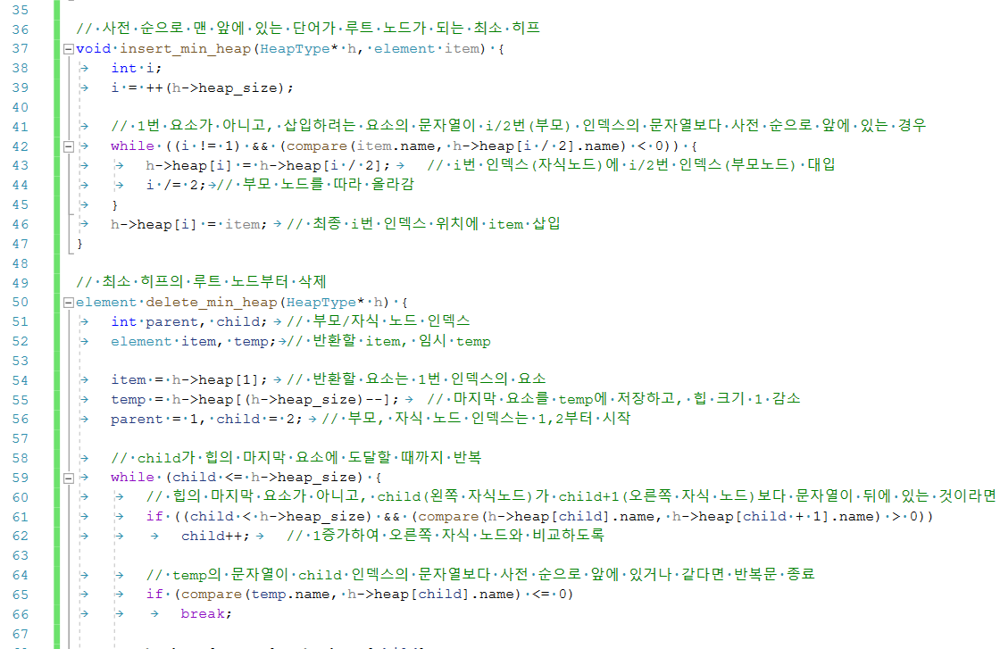 35
36 // 사전 순으로 맨 앞에 있는 단어가 루트 노드가 되는 최소 히프
37 void insert_min_heap(HeapType* h, element item) {
38 int i;
39 i = ++(h->heap_size);
40
41 // 1번 요소가 아니고, 삽입하려는 요소의 문자열이 i/2번(부모) 인덱스의 문자열보다 사전 순으로 앞에 있는 경우
42 while ((i != 1) && (compare(item.name, h->heap[i / 2].name) < 0)) {
43 h->heap[i] = h->heap[i / 2]; // i번 인덱스(자식노드)에 i/2번 인덱스(부모노드) 대입
44 i /= 2; // 부모 노드를 따라 올라감
45 }
46 h->heap[i] = item; // 최종 i번 인덱스 위치에 item 삽입
47 }
48
49 // 최소 히프의 루트 노드부터 삭제
50 element delete_min_heap(HeapType* h) {
51 int parent, child; // 부모/자식 노드 인덱스
52 element item, temp; // 반환할 item, 임시 temp
53
54 item = h->heap[1]; // 반환할 요소는 1번 인덱스의 요소
55 temp = h->heap[(h->heap_size)--]; // 마지막 요소를 temp에 저장하고, 힙 크기 1 감소
56 parent = 1, child = 2; // 부모, 자식 노드 인덱스는 1,2부터 시작
57
58 // child가 힙의 마지막 요소에 도달할 때까지 반복
59 while (child <= h->heap_size) {
60 // 힙의 마지막 요소가 아니고, child(왼쪽 자식노드)가 child+1(오른쪽 자식 노드)보다 문자열이 뒤에 있는 것이라면
61 if ((child < h->heap_size) && (compare(h->heap[child].name, h->heap[child + 1].name) > 0))
62 child++; // 1증가하여 오른쪽 자식 노드와 비교하도록
63
64 // temp의 문자열이 child 인덱스의 문자열보다 사전 순으로 앞에 있거나 같다면 반복문 종료
65 if (compare(temp.name, h->heap[child].name) <= 0)
66 break;
67